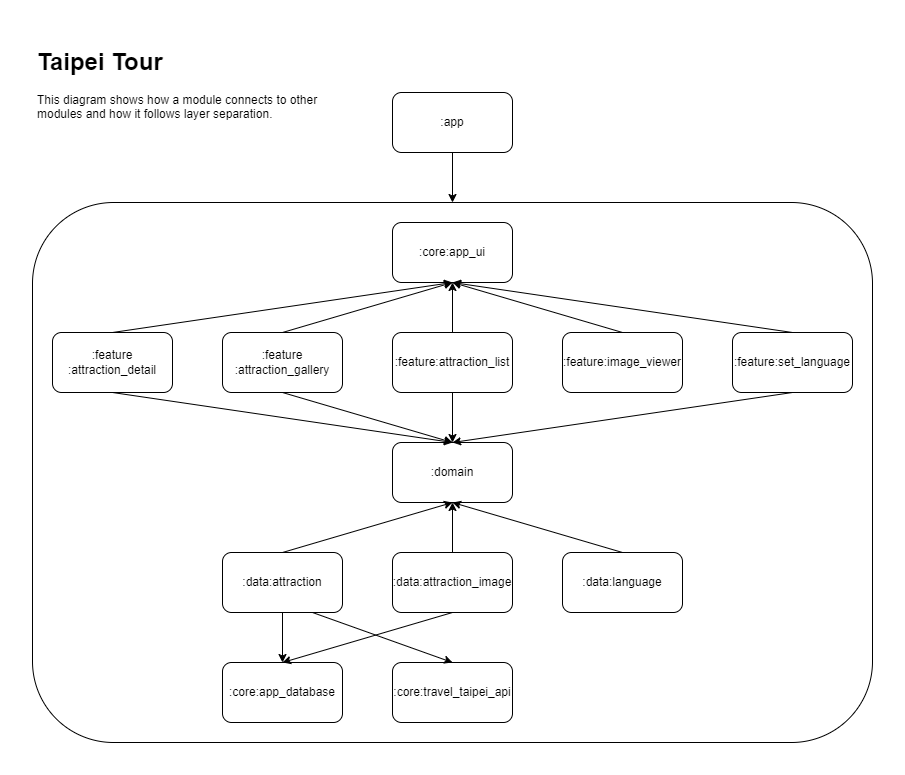 Taipei Tour
This diagram shows how a module connects to other
modules and how it follows layer separation.
:app
:core:app_ui
:feature
:attraction_detail
:feature
:attraction_gallery
:feature:attraction_list
:feature:image_viewer
:feature:set_language
:domain
:data:attraction
:data:attraction_image
:data:language
:core:app_database
:core:travel_taipei_api